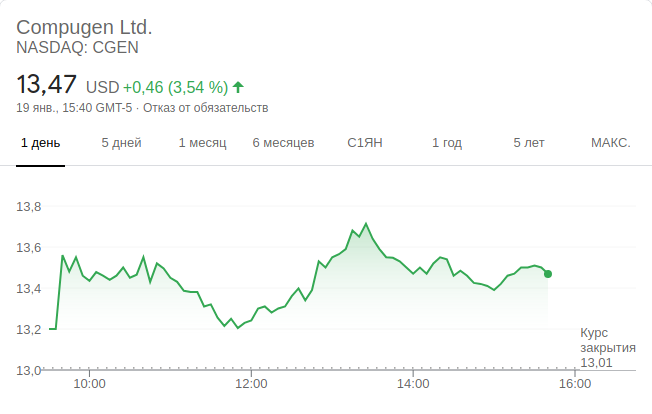 Compugen Ltd.
NASDAQ: CGEN
13,47 USD +0,46 (3,54 %)
19 янв., 15:40 GMT-5 · Отказ от обязательств
1 день 5 дней 1 месяц 6 месяцев С1ЯН 1 год 5 лет МАКС.
13,8
13,6
13,4
13,2
13,0
Курс
закрытия
13,01
10:00 12:00 14:00 16:00